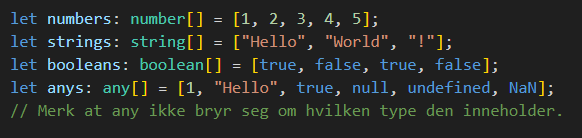 let numbers: number[] = [1, 2, 3, 4, 5];
let strings: string[] = ["Hello", "World", "!"];
let booleans: boolean[] = [true, false, true, false];
let anys: any[] = [1, "Hello", true, null, undefined, NaN];
// Merk at any ikke bryr seg om hvilken type den inneholder.